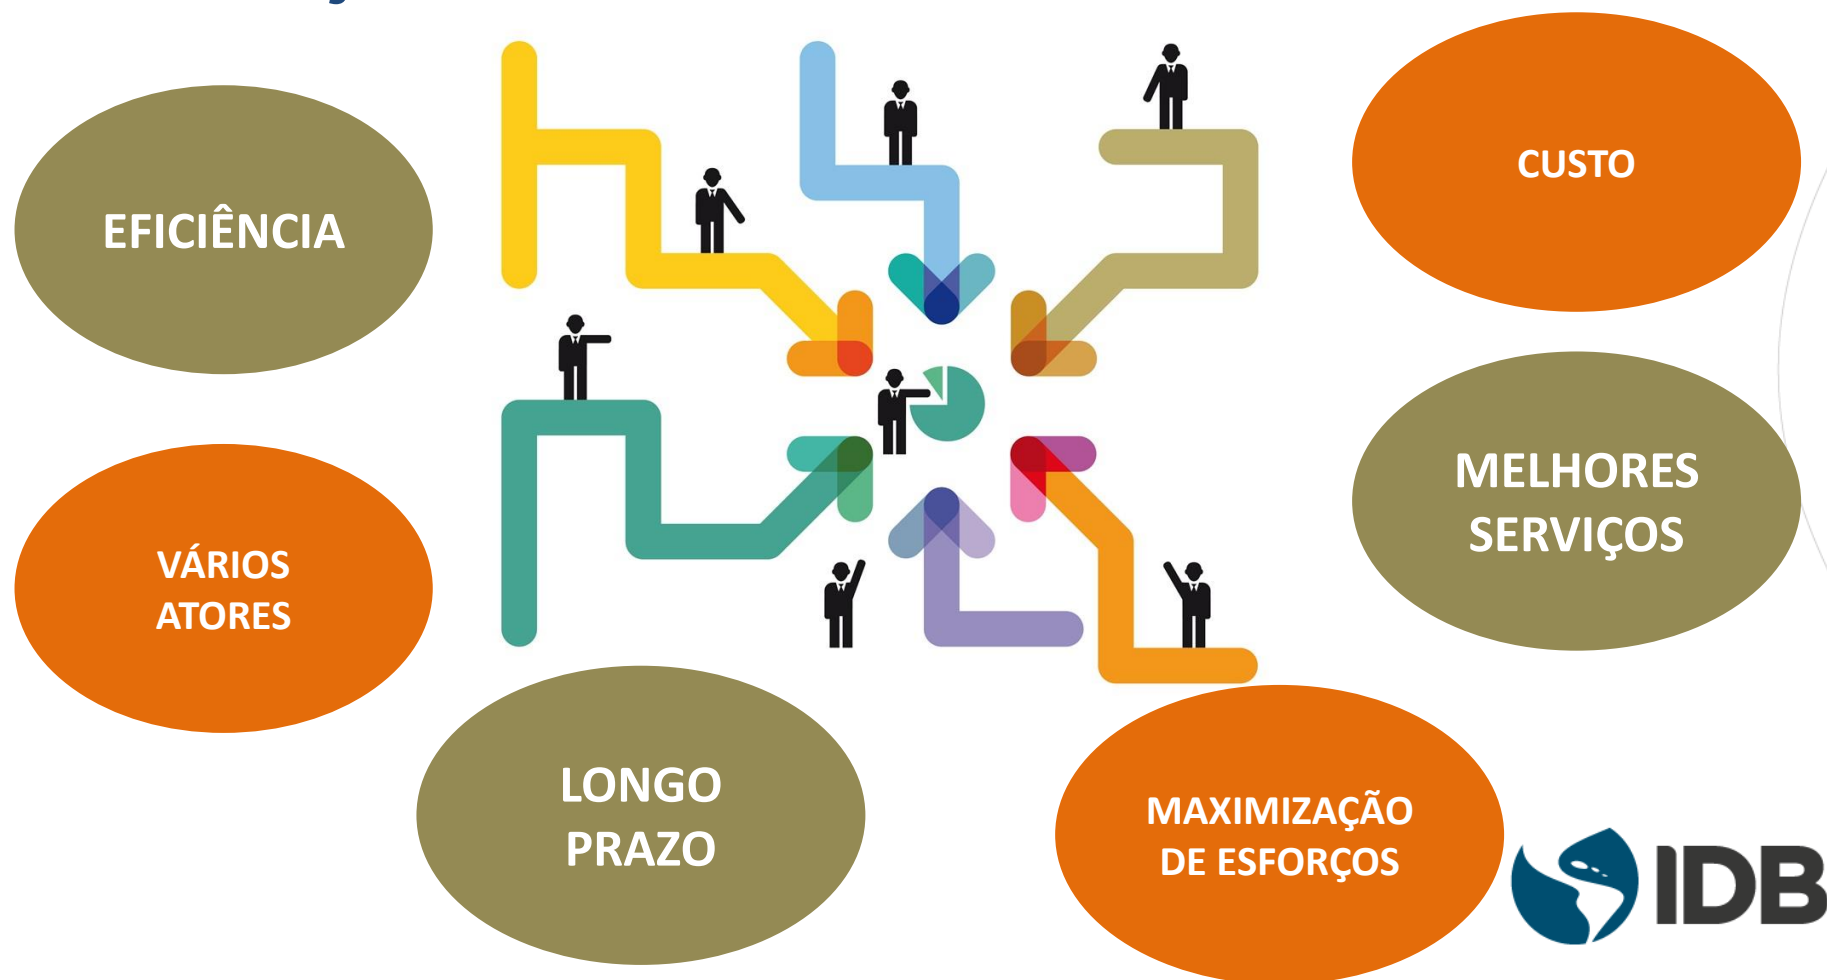 EFICIÊNCIA
CUSTO
VÁRIOS
ATORES
MELHORES
SERVIÇOS
LONGO
PRAZO
MAXIMIZAÇÃO
DE ESFORÇOS
IDB